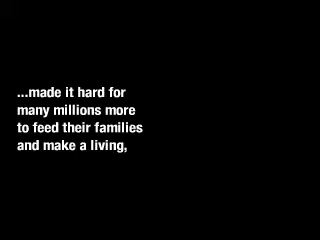 ...made it hard for
many millions more
to feed their families
and make a living,